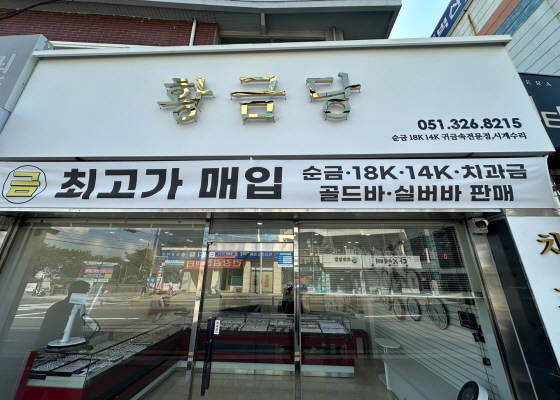 황금당
051.326.8215
순금 18K 14K 귀금속전문점,시계수리
금 최고가 매입
순금·18K·14K·치과금
골드바·실버바 판매